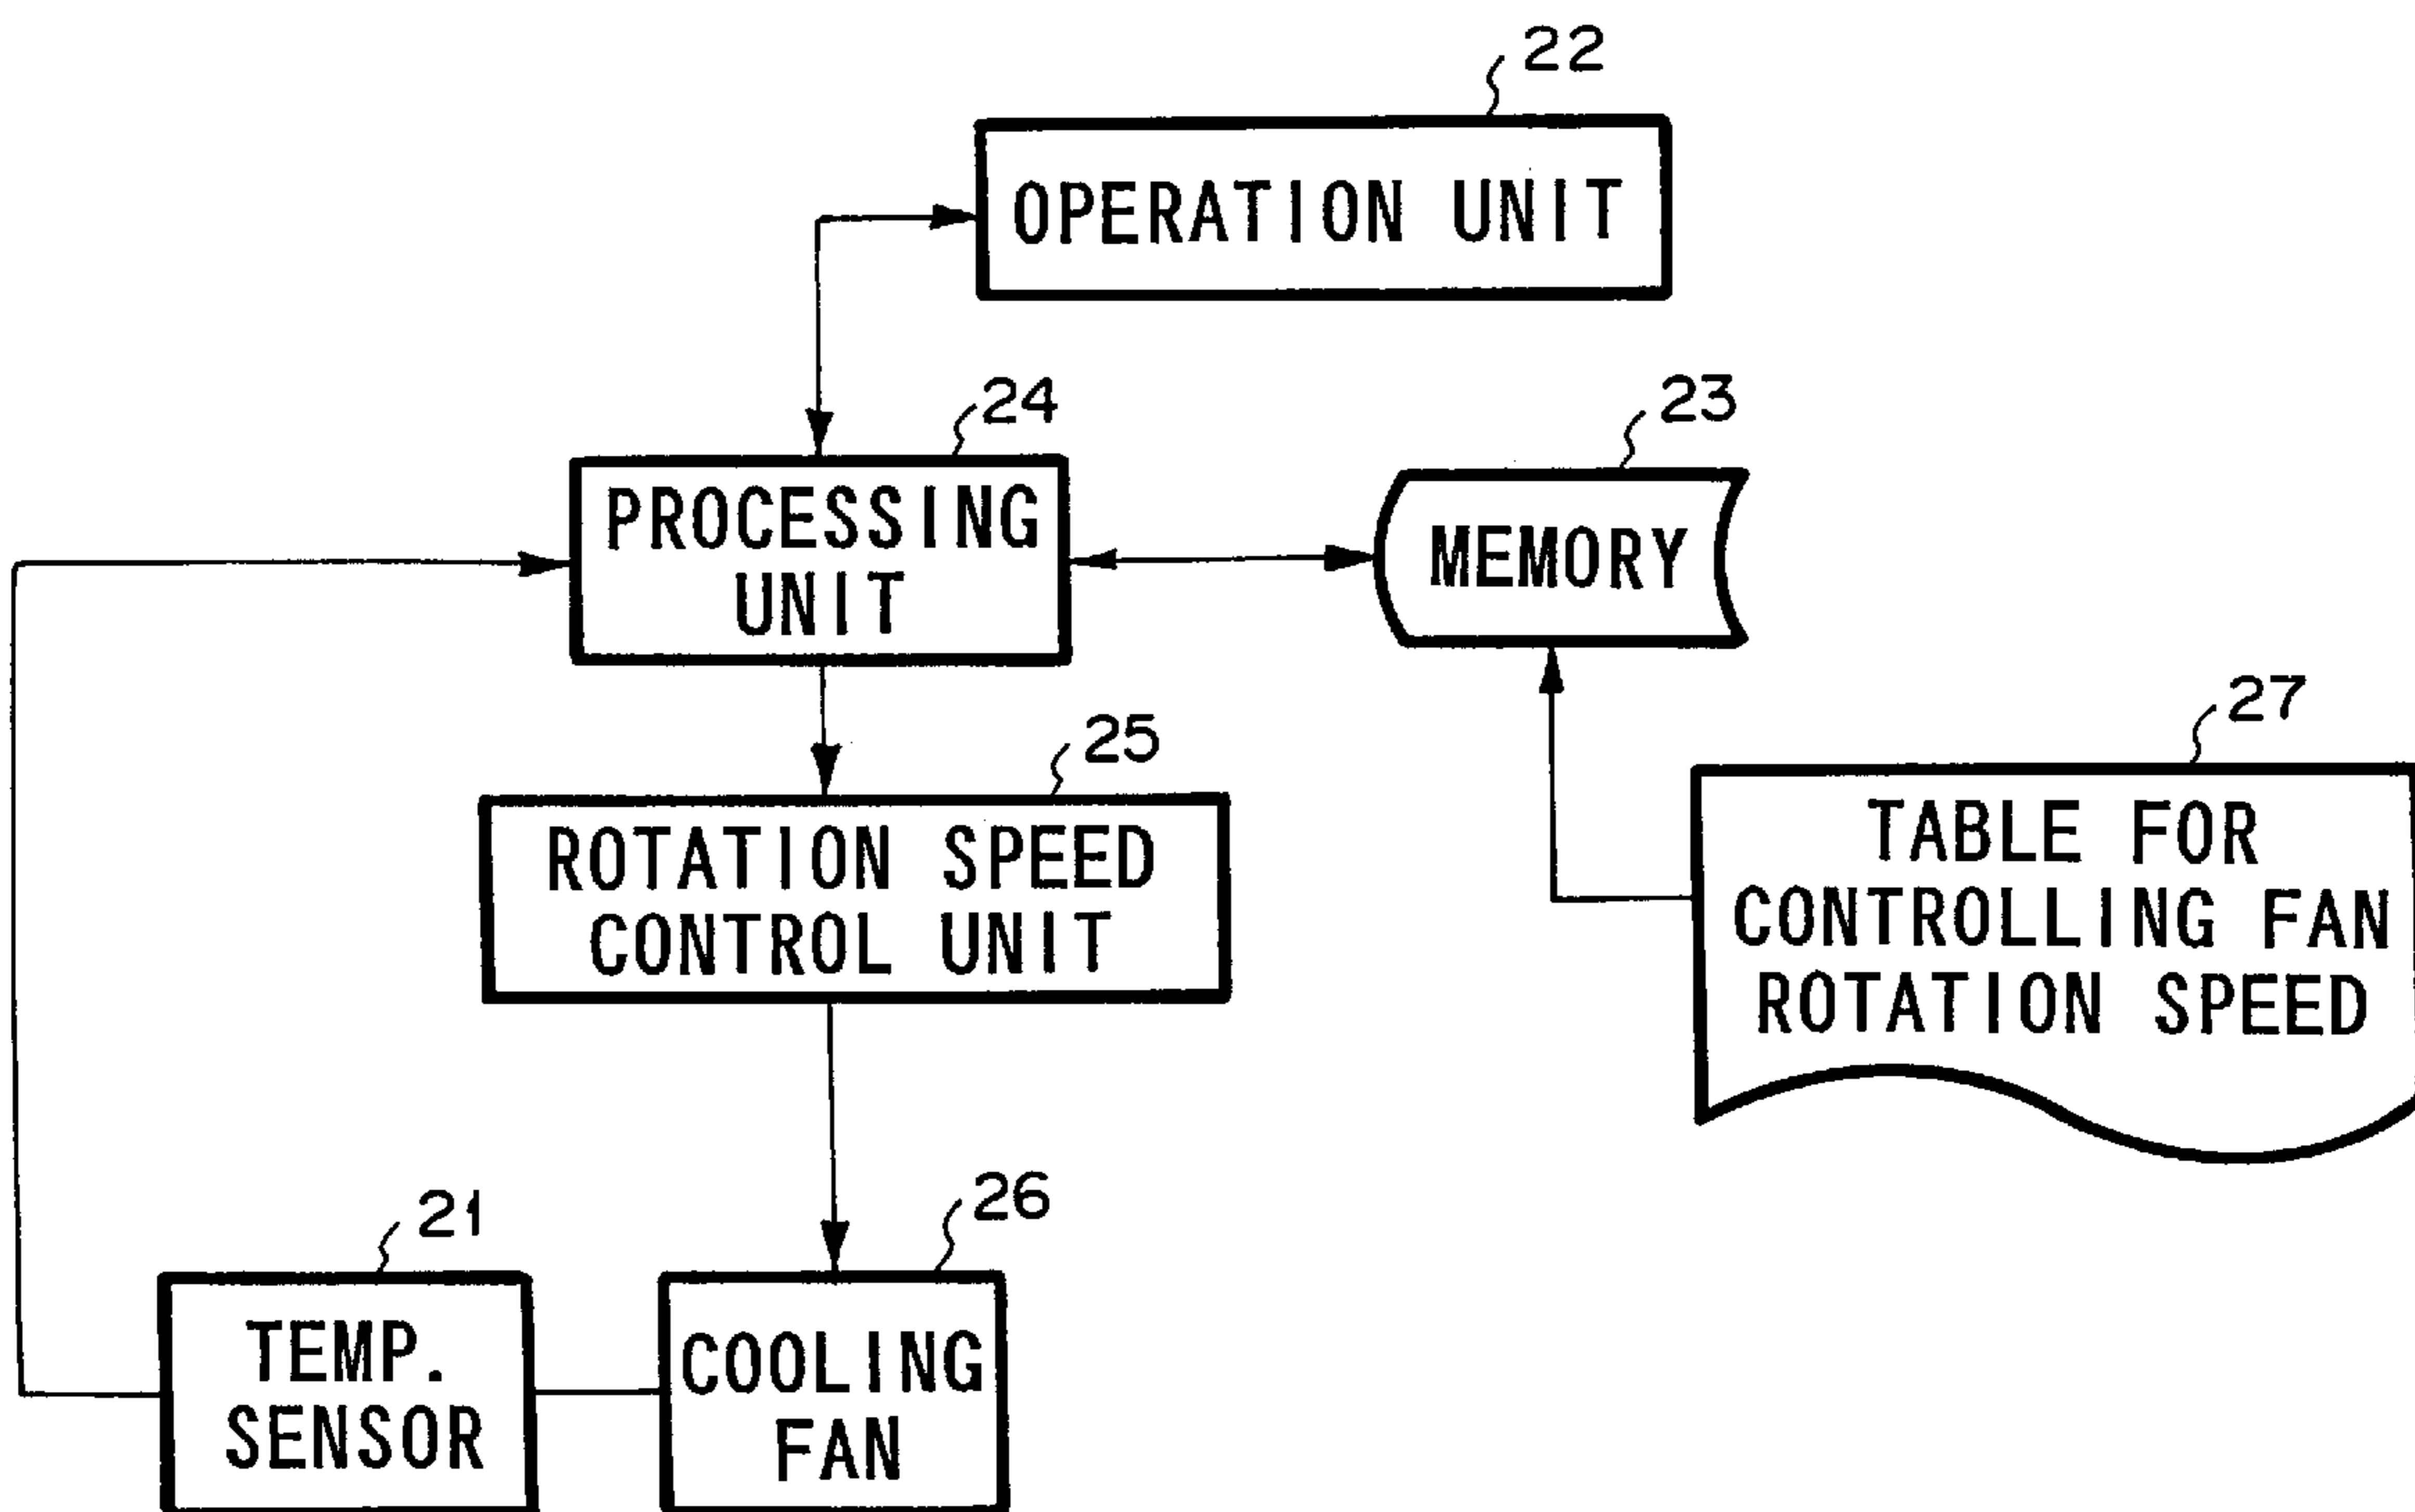 22
OPERATION UNIT
24
PROCESSING
UNIT
23
MEMORY
25
ROTATION SPEED
CONTROL UNIT
27
TABLE FOR
CONTROLLING FAN
ROTATION SPEED
21
TEMP.
SENSOR
26
COOLING
FAN